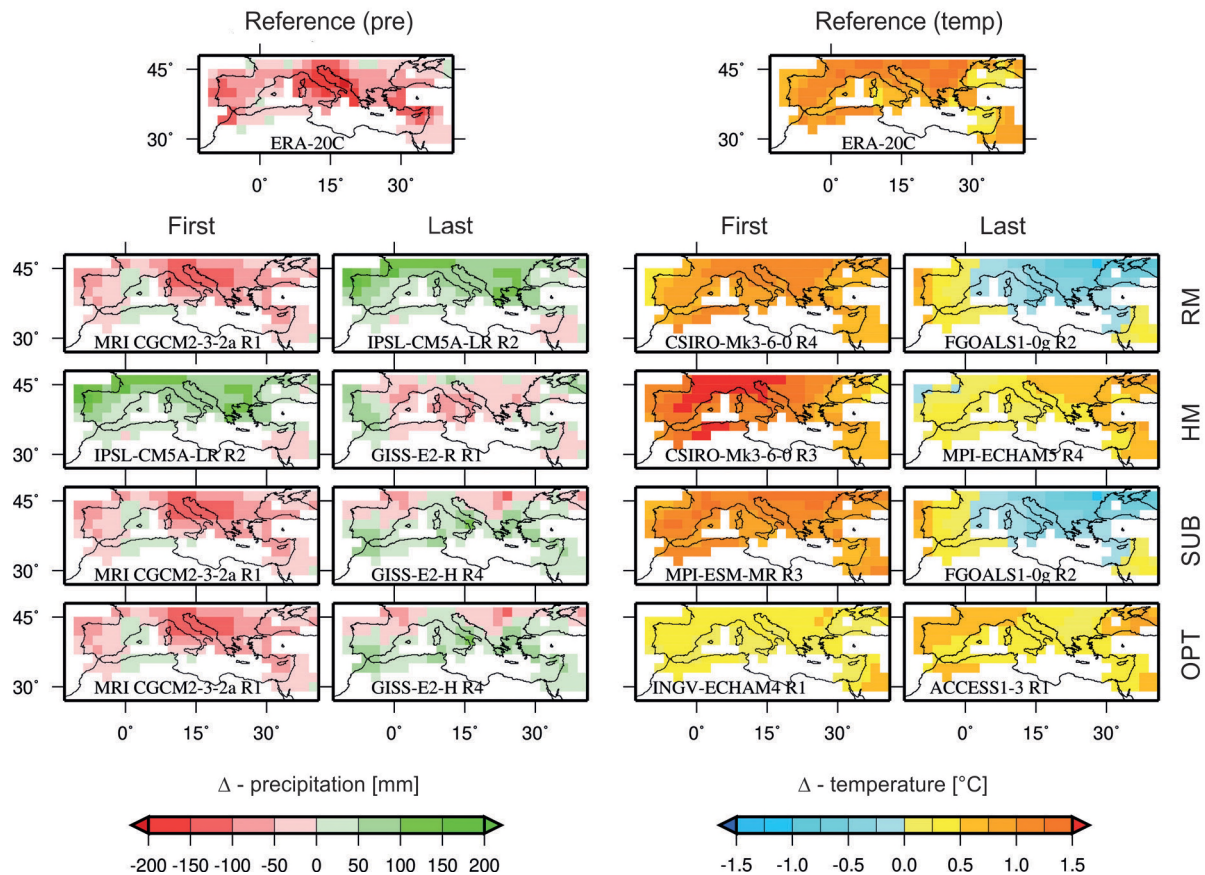 Reference (pre)
Reference (temp)
45°
30°
ERA-20C
0°
15°
30°
45°
30°
ERA-20C
0°
15°
30°
First
Last
First
Last
45°
30°
MRI CGCM2-3-2a R1
IPSL-CM5A-LR R2
CSIRO-Mk3-6-0 R4
FGOALS1-0g R2
RM
45°
30°
IPSL-CM5A-LR R2
GISS-E2-R R1
CSIRO-Mk3-6-0 R3
MPI-ECHAM5 R4
HM
45°
30°
MRI CGCM2-3-2a R1
GISS-E2-H R4
MPI-ESM-MR R3
FGOALS1-0g R2
SUB
45°
30°
MRI CGCM2-3-2a R1
GISS-E2-H R4
INGV-ECHAM4 R1
ACCESS1-3 R1
OPT
0°
15°
30°
0°
15°
30°
0°
15°
30°
0°
15°
30°
Δ - precipitation [mm]
-200 -150 -100 -50 0 50 100 150 200
Δ - temperature [°C]
-1.5 -1.0 -0.5 0.0 0.5 1.0 1.5